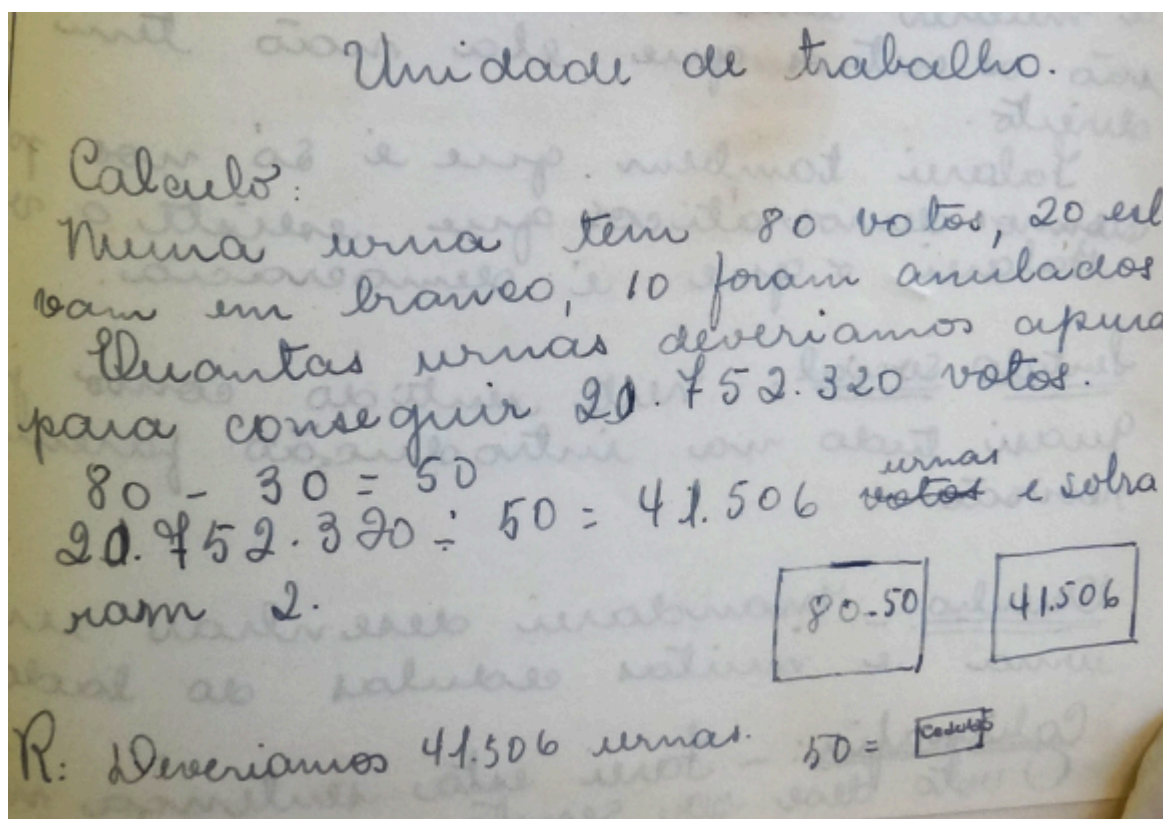 Unidade de trabalho.
Calculo:
Numa urna tem 80 votos, 20 est
vam em branco, 10 foram anulados
Quantas urnas deveriamos apura
para conseguir 20.752.320 votos.
80 - 30 = 50
urnas
20.752.320 ÷ 50 = 41.506 votos e sobra
ram 2.
80-50
41.506
R: Deveriamos 41.506 urnas. 50 = Cedulas